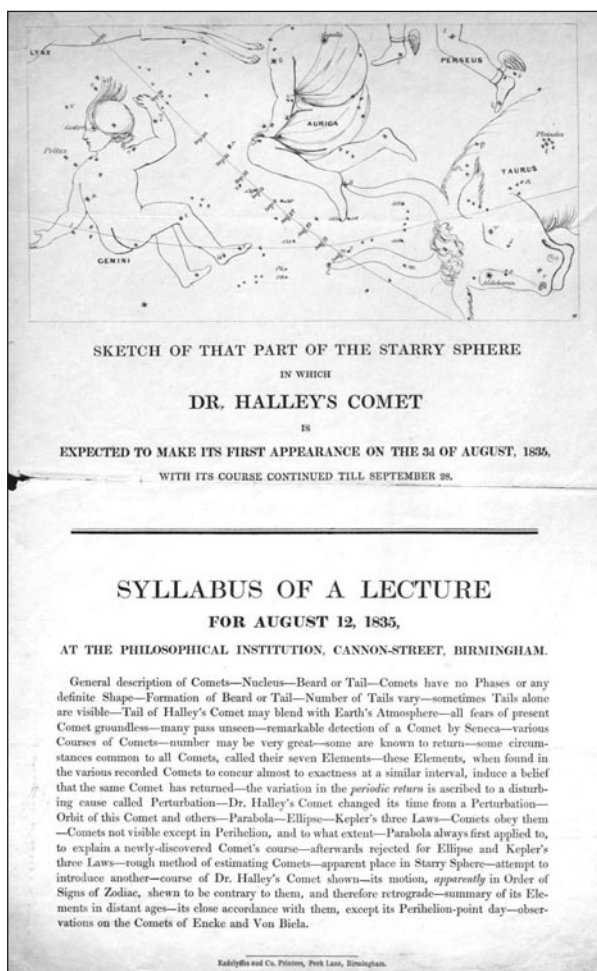 LYNX
PERSEUS
Castor
AURIGA
Pollux
Pleiades
TAURUS
GEMINI
Aldebaran
SKETCH OF THAT PART OF THE STARRY SPHERE
IN WHICH
DR. HALLEY'S COMET
IS
EXPECTED TO MAKE ITS FIRST APPEARANCE ON THE 3d OF AUGUST, 1835,
WITH ITS COURSE CONTINUED TILL SEPTEMBER 28.
SYLLABUS OF A LECTURE
FOR AUGUST 12, 1835,
AT THE PHILOSOPHICAL INSTITUTION, CANNON-STREET, BIRMINGHAM.
General description of Comets—Nucleus—Beard or Tail—Comets have no Phases or any
definite Shape—Formation of Beard or Tail—Number of Tails vary—sometimes Tails alone
are visible—Tail of Halley's Comet may blend with Earth's Atmosphere—all fears of present
Comet groundless—many pass unseen—remarkable detection of a Comet by Seneca—various
Courses of Comets—number may be very great—some are known to return—some circum-
stances common to all Comets, called their seven Elements—these Elements, when found in
the various recorded Comets to concur almost to exactness at a similar interval, induce a belief
that the same Comet has returned—the variation in the periodic return is ascribed to a disturb-
ing cause called Perturbation—Dr. Halley's Comet changed its time from a Perturbation—
Orbit of this Comet and others—Parabola—Ellipse—Kepler's three Laws—Comets obey them
—Comets not visible except in Perihelion, and to what extent—Parabola always first applied to,
to explain a newly-discovered Comet's course—afterwards rejected for Ellipse and Kepler's
three Laws—rough method of estimating Comets—apparent place in Starry Sphere—attempt to
introduce another—course of Dr. Halley's Comet shown—its motion, apparently in Order of
Signs of Zodiac, shewn to be contrary to them, and therefore retrograde—summary of its Ele-
ments in distant ages—its close accordance with them, except its Perihelion-point day—obser-
vations on the Comets of Encke and Von Biela.
Radclyffes and Co. Printers, Peck Lane, Birmingham.